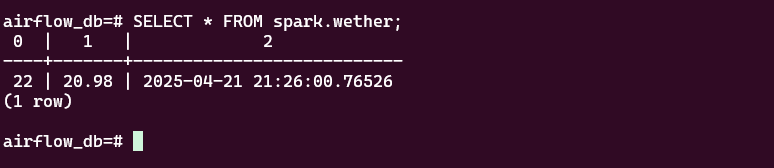 airflow_db=# SELECT * FROM spark.wether;
 0  |   1   |             2
----+-------+---------------------------
 22 | 20.98 | 2025-04-21 21:26:00.76526
(1 row)
airflow_db=#